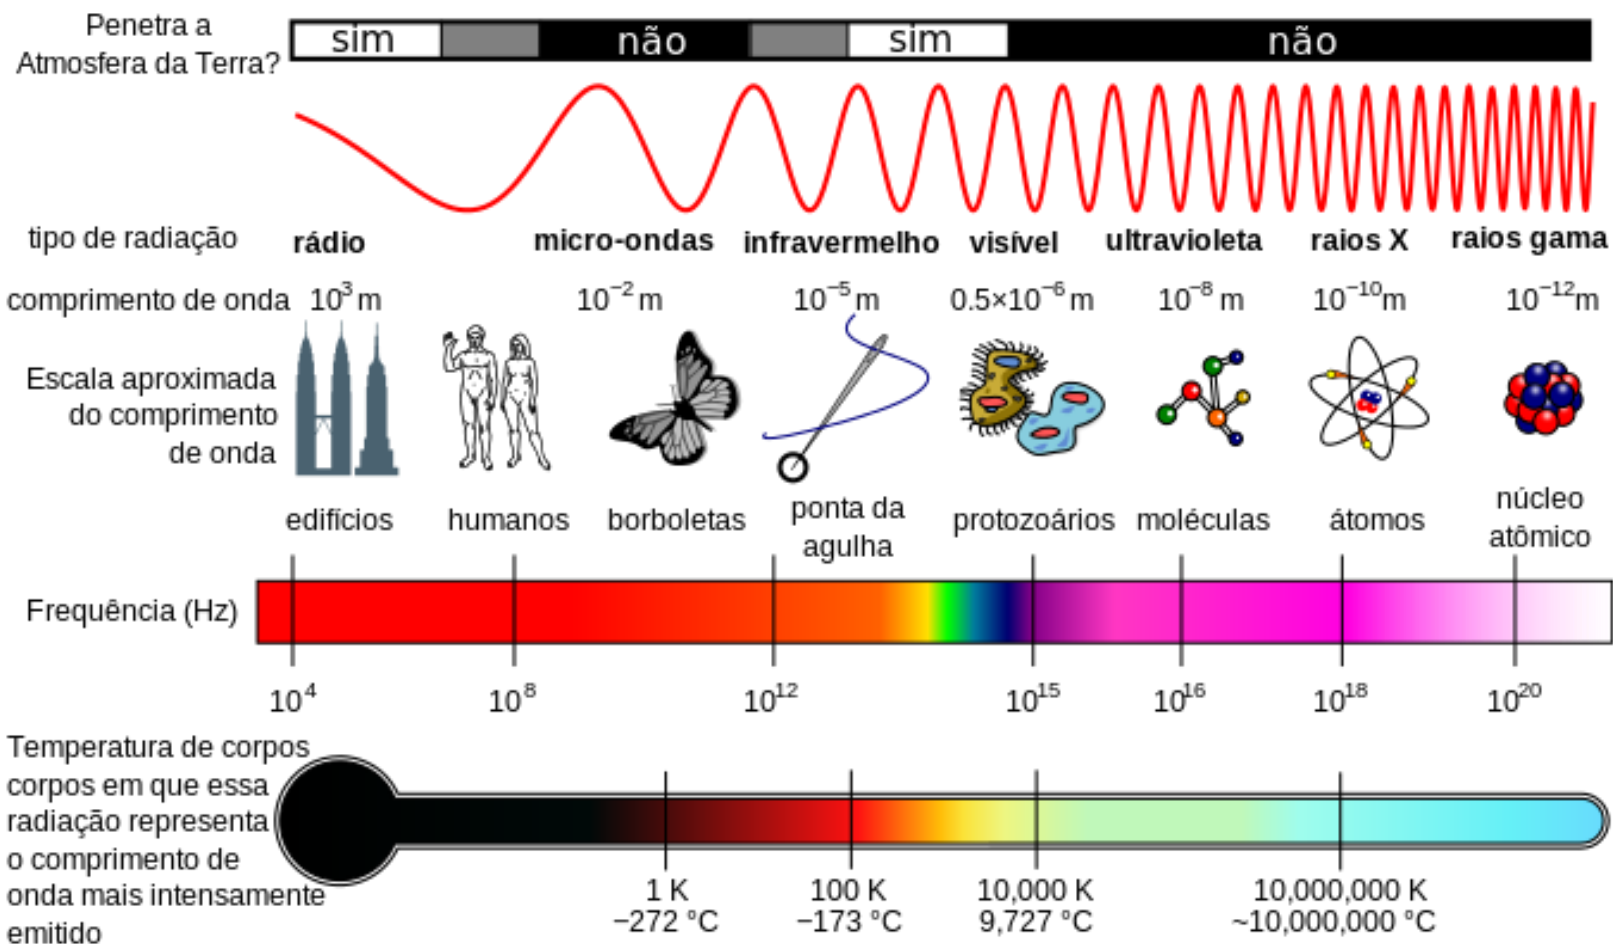 Penetra a
Atmosfera da Terra?
sim não sim não
tipo de radiação rádio micro-ondas infravermelho visível ultravioleta raios X raios gama
comprimento de onda 10³ m 10⁻² m 10⁻⁵ m 0.5×10⁻⁶ m 10⁻⁸ m 10⁻¹⁰m 10⁻¹²m
Escala aproximada
do comprimento
de onda
edifícios humanos borboletas ponta da agulha protozoários moléculas átomos núcleo atômico
Frequência (Hz)
10⁴ 10⁸ 10¹² 10¹⁵ 10¹⁶ 10¹⁸ 10²⁰
Temperatura de corpos
corpos em que essa
radiação representa
o comprimento de
onda mais intensamente
emitido
1 K 100 K 10,000 K 10,000,000 K
−272 °C −173 °C 9,727 °C ~10,000,000 °C